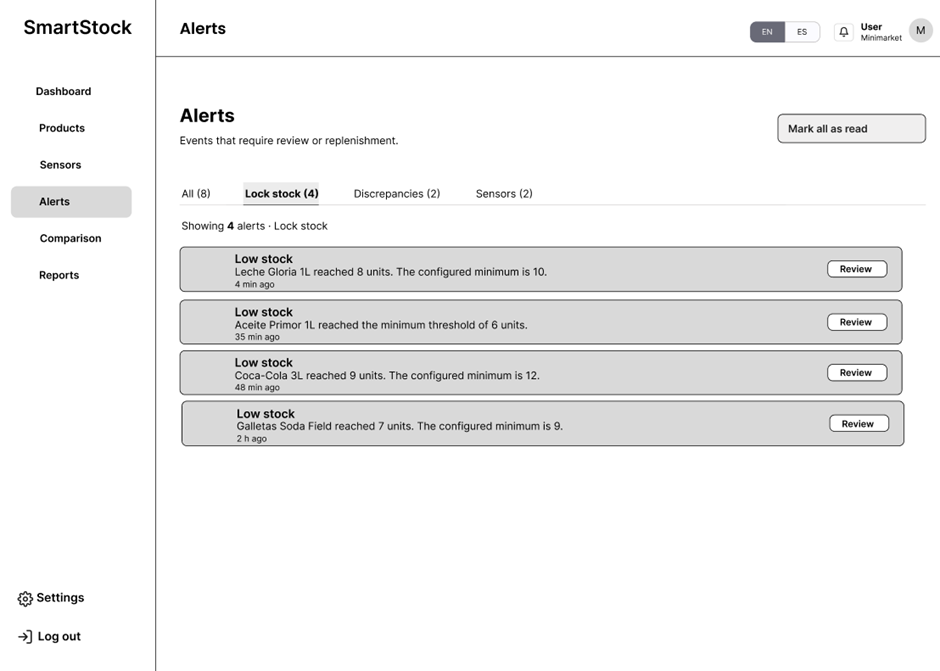 SmartStock
Alerts
EN
ES
User
Minimarket
M
Dashboard
Products
Sensors
Alerts
Comparison
Reports
Settings
Log out
Alerts
Events that require review or replenishment.
Mark all as read
All (8)
Lock stock (4)
Discrepancies (2)
Sensors (2)
Showing 4 alerts · Lock stock
Low stock
Leche Gloria 1L reached 8 units. The configured minimum is 10.
4 min ago
Review
Low stock
Aceite Primor 1L reached the minimum threshold of 6 units.
35 min ago
Review
Low stock
Coca-Cola 3L reached 9 units. The configured minimum is 12.
48 min ago
Review
Low stock
Galletas Soda Field reached 7 units. The configured minimum is 9.
2 h ago
Review